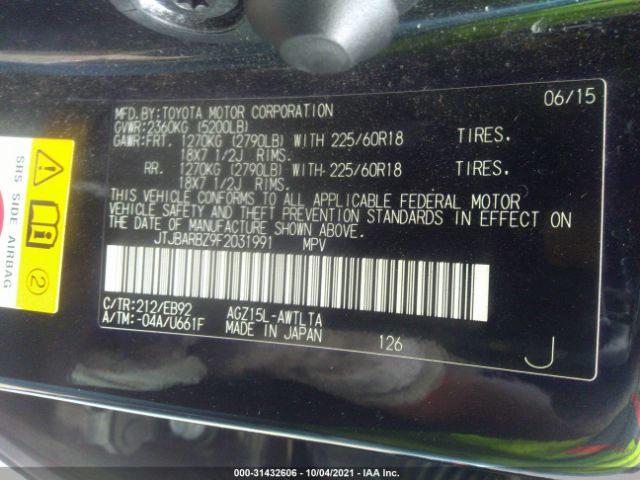 MFD.BY:TOYOTA MOTOR CORPORATION 06/15
GVWR:2360KG (5200LB)
GAWR:FRT. 1270KG (2790LB) WITH 225/60R18 TIRES.
18X7 1/2J RIMS.
RR. 1270KG (2790LB) WITH 225/60R18 TIRES.
18X7 1/2J RIMS.
THIS VEHICLE CONFORMS TO ALL APPLICABLE FEDERAL MOTOR
VEHICLE SAFETY AND THEFT PREVENTION STANDARDS IN EFFECT ON
THE DATE OF MANUFACTURE SHOWN ABOVE.
JTJBARBZ9F2031991 MPV
C/TR:212/EB92 AGZ15L-AWTLTA
A/TM:-04A/U661F MADE IN JAPAN 126 J
SRS SIDE AIRBAG
2
000-31432606 - 10/04/2021 - IAA Inc.